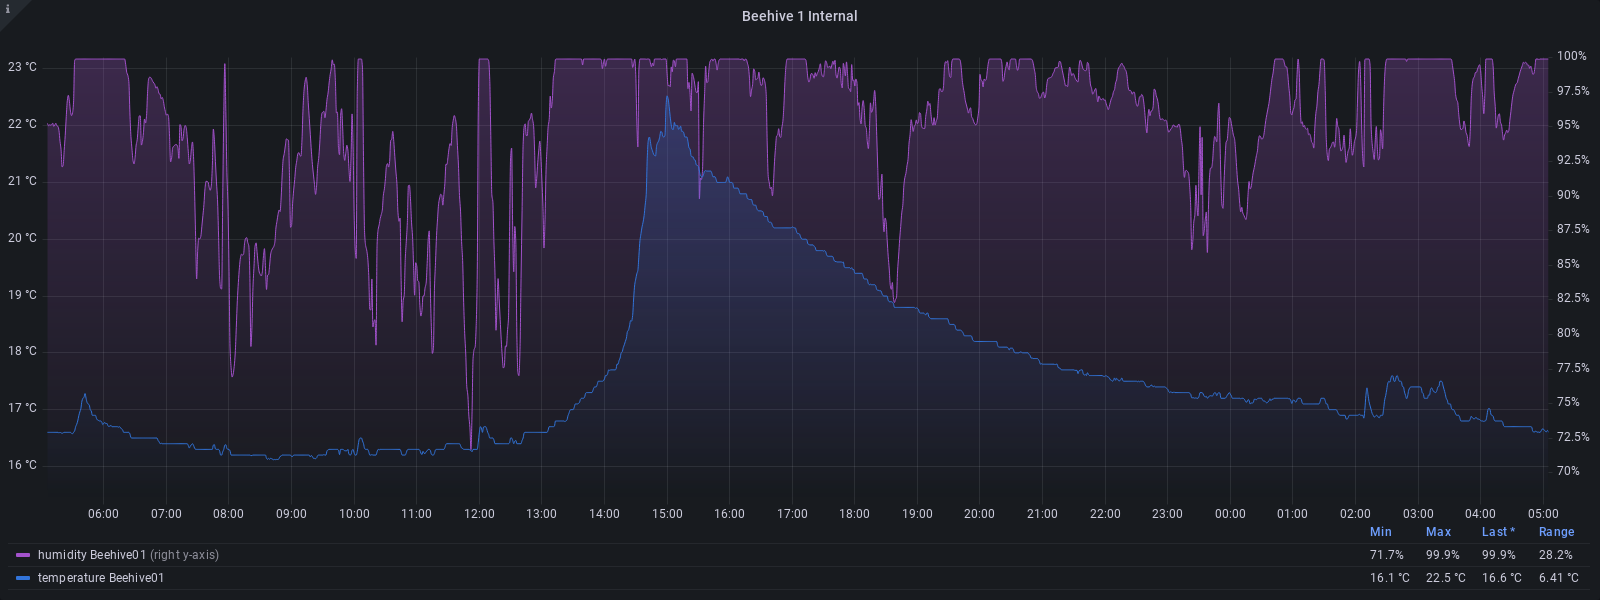 i
Beehive 1 Internal
23 °C
22 °C
21 °C
20 °C
19 °C
18 °C
17 °C
16 °C
100%
97.5%
95%
92.5%
90%
87.5%
85%
82.5%
80%
77.5%
75%
72.5%
70%
06:00 07:00 08:00 09:00 10:00 11:00 12:00 13:00 14:00 15:00 16:00 17:00 18:00 19:00 20:00 21:00 22:00 23:00 00:00 01:00 02:00 03:00 04:00 05:00
Min Max Last * Range
humidity Beehive01 (right y-axis) 71.7% 99.9% 99.9% 28.2%
temperature Beehive01 16.1 °C 22.5 °C 16.6 °C 6.41 °C